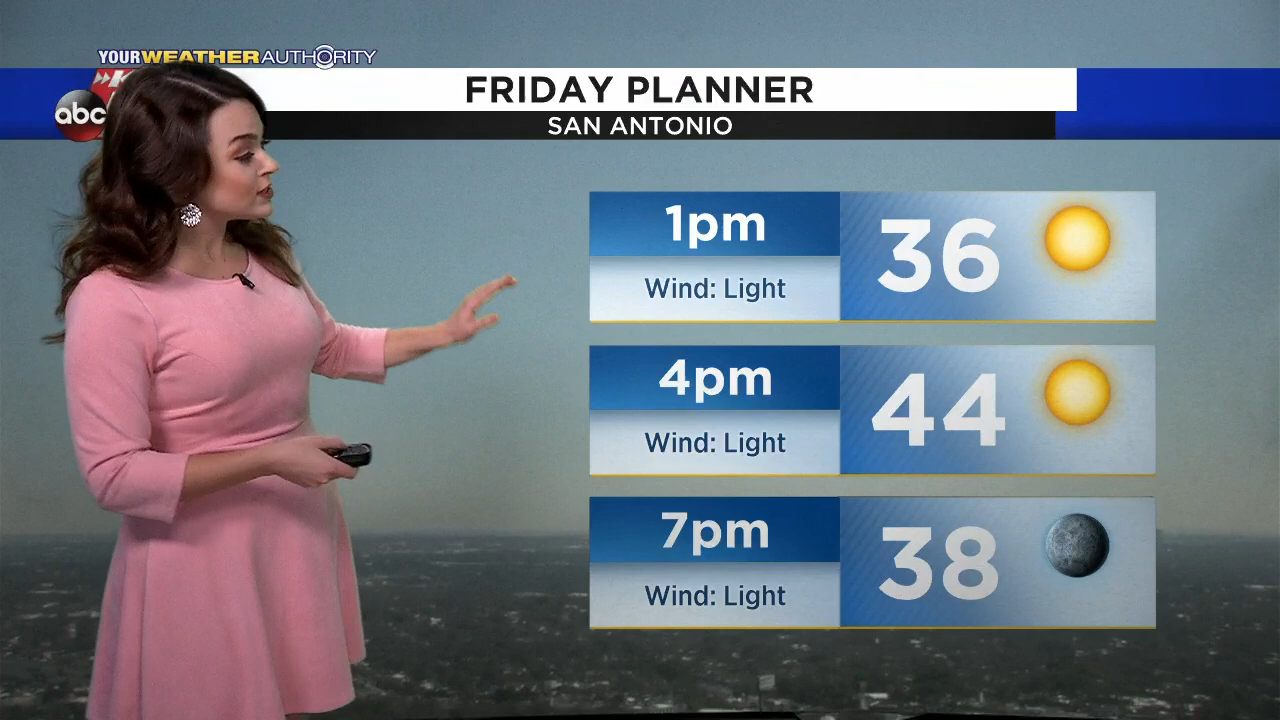 YOURWEATHERAUTHORITY
abc
FRIDAY PLANNER
SAN ANTONIO
1pm
36
Wind: Light
4pm
44
Wind: Light
7pm
38
Wind: Light